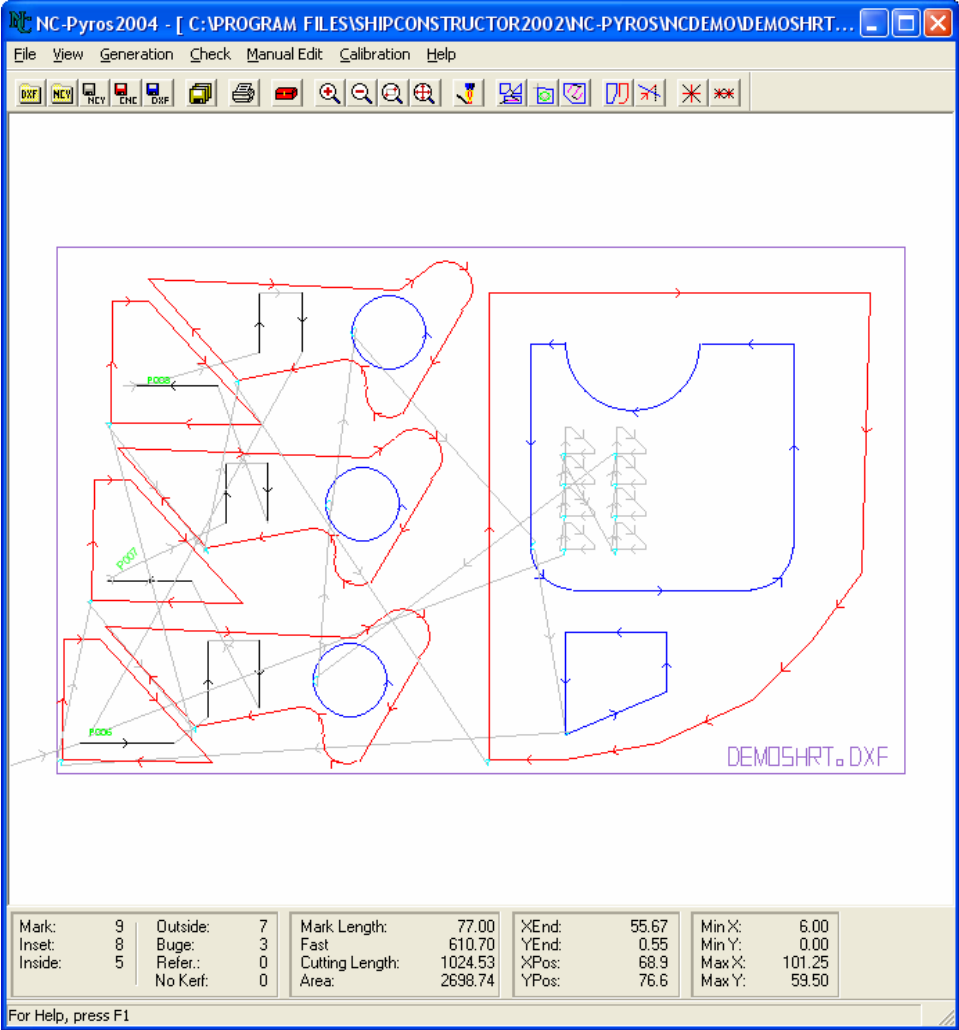 NC-Pyros2004 - [ C:\PROGRAM FILES\SHIPCONSTRUCTOR2002\NC-PYROS\NCDEMO\DEMOSHRT...
File View Generation Check Manual Edit Calibration Help
DXF NCY NCY CNC DXF
P008
P007
P006
DEMOSHRT.DXF
Mark: 9 Outside: 7 Mark Length: 77.00 XEnd: 55.67 Min X: 6.00
Inset: 8 Buge: 3 Fast 610.70 YEnd: 0.55 Min Y: 0.00
Inside: 5 Refer.: 0 Cutting Length: 1024.53 XPos: 68.9 Max X: 101.25
No Kerf: 0 Area: 2698.74 YPos: 76.6 Max Y: 59.50
For Help, press F1